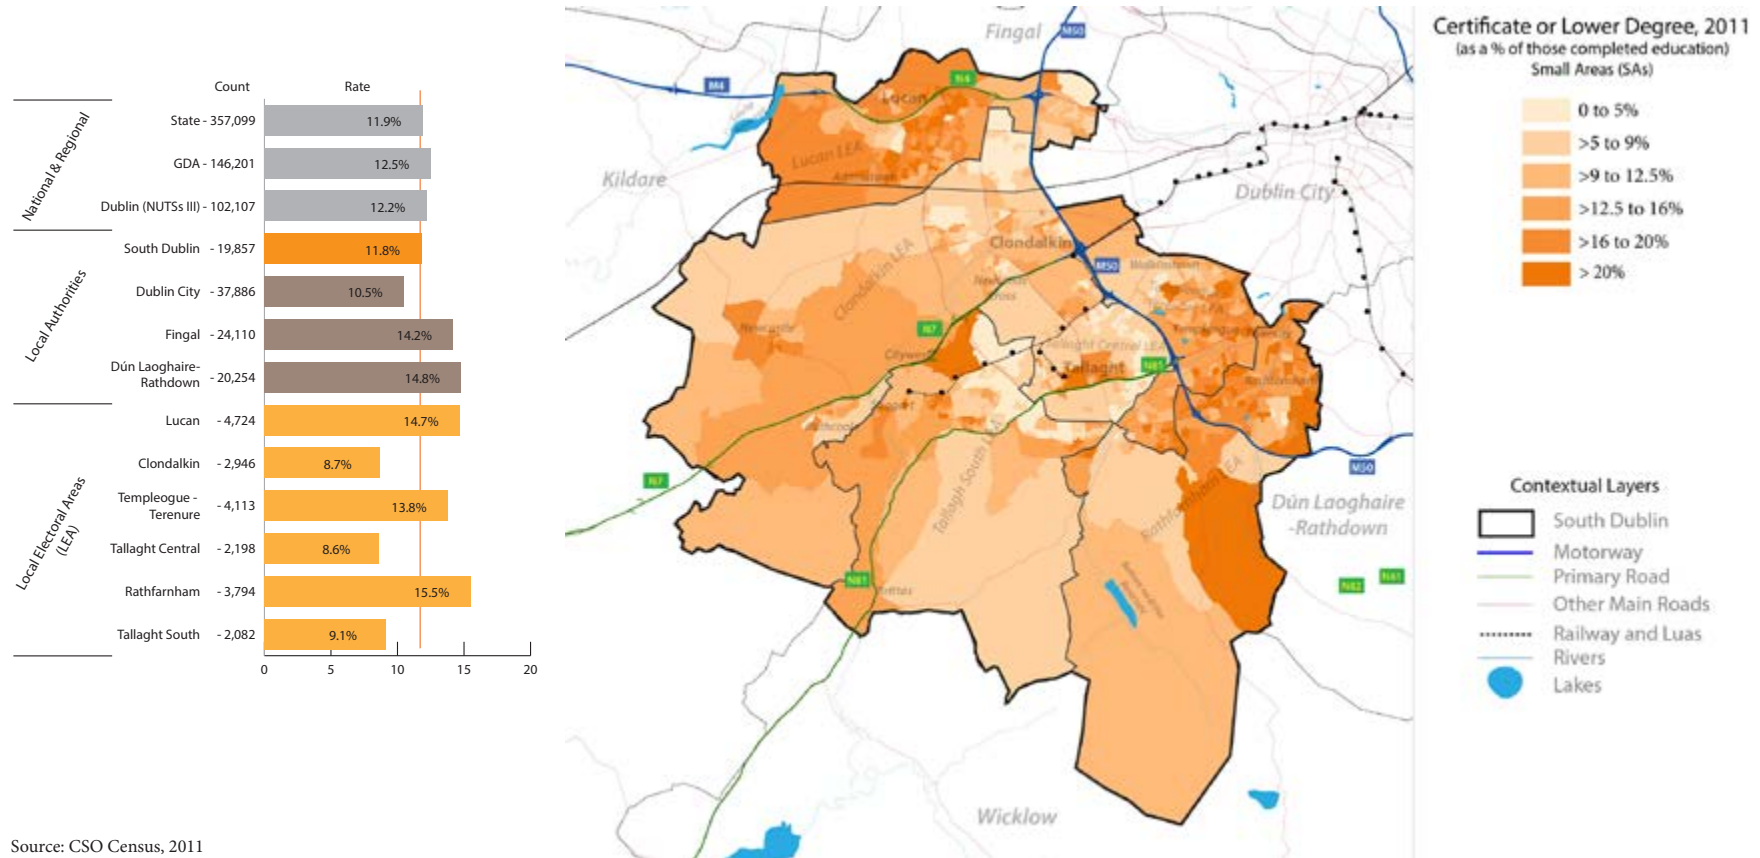 Count Rate
National & Regional
State - 357,099 11.9%
GDA - 146,201 12.5%
Dublin (NUTSs III) - 102,107 12.2%
Local Authorities
South Dublin - 19,857 11.8%
Dublin City - 37,886 10.5%
Fingal - 24,110 14.2%
Dún Laoghaire-
Rathdown - 20,254 14.8%
Local Electoral Areas
(LEA)
Lucan - 4,724 14.7%
Clondalkin - 2,946 8.7%
Templeogue -
Terenure - 4,113 13.8%
Tallaght Central - 2,198 8.6%
Rathfarnham - 3,794 15.5%
Tallaght South - 2,082 9.1%
0 5 10 15 20
Source: CSO Census, 2011
Fingal
M50
M4
N4
Lucan
Lucan LEA
Kildare
Dublin City
Clondalkin
Clondalkin LEA
M50
Newcastle
N7
Citywest
Tallaght Central LEA
Tallaght
N81
Rathcoole
Tallagh South LEA
Rathfarnham LEA
N7
M50
Dún Laoghaire
-Rathdown
N81
N82
N81
Wicklow
Certificate or Lower Degree, 2011
(as a % of those completed education)
Small Areas (SAs)
0 to 5%
>5 to 9%
>9 to 12.5%
>12.5 to 16%
>16 to 20%
> 20%
Contextual Layers
South Dublin
Motorway
Primary Road
Other Main Roads
Railway and Luas
Rivers
Lakes